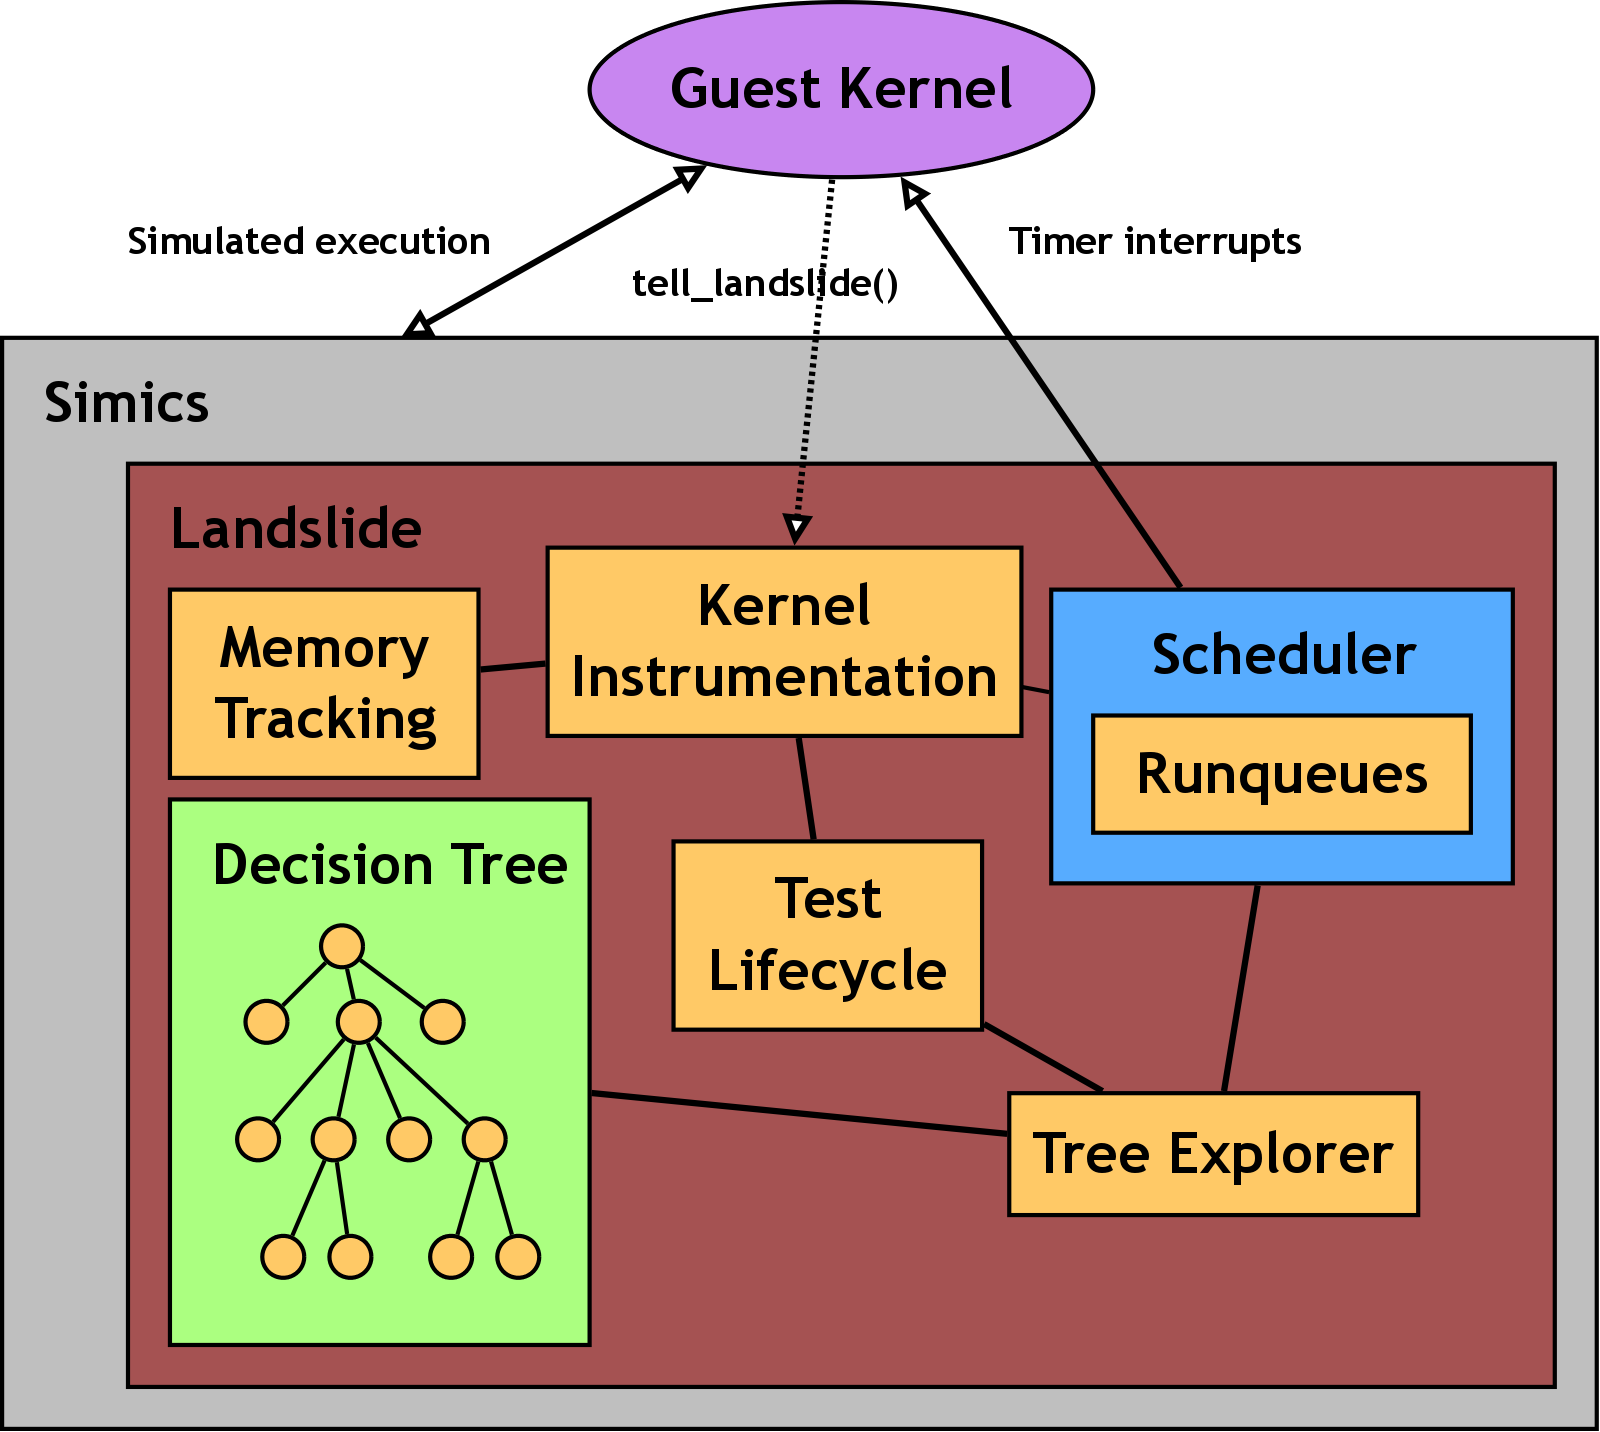 Guest Kernel
Simulated execution
Timer interrupts
tell_landslide()
Simics
Landslide
Kernel
Instrumentation
Memory
Tracking
Scheduler
Runqueues
Decision Tree
Test
Lifecycle
Tree Explorer